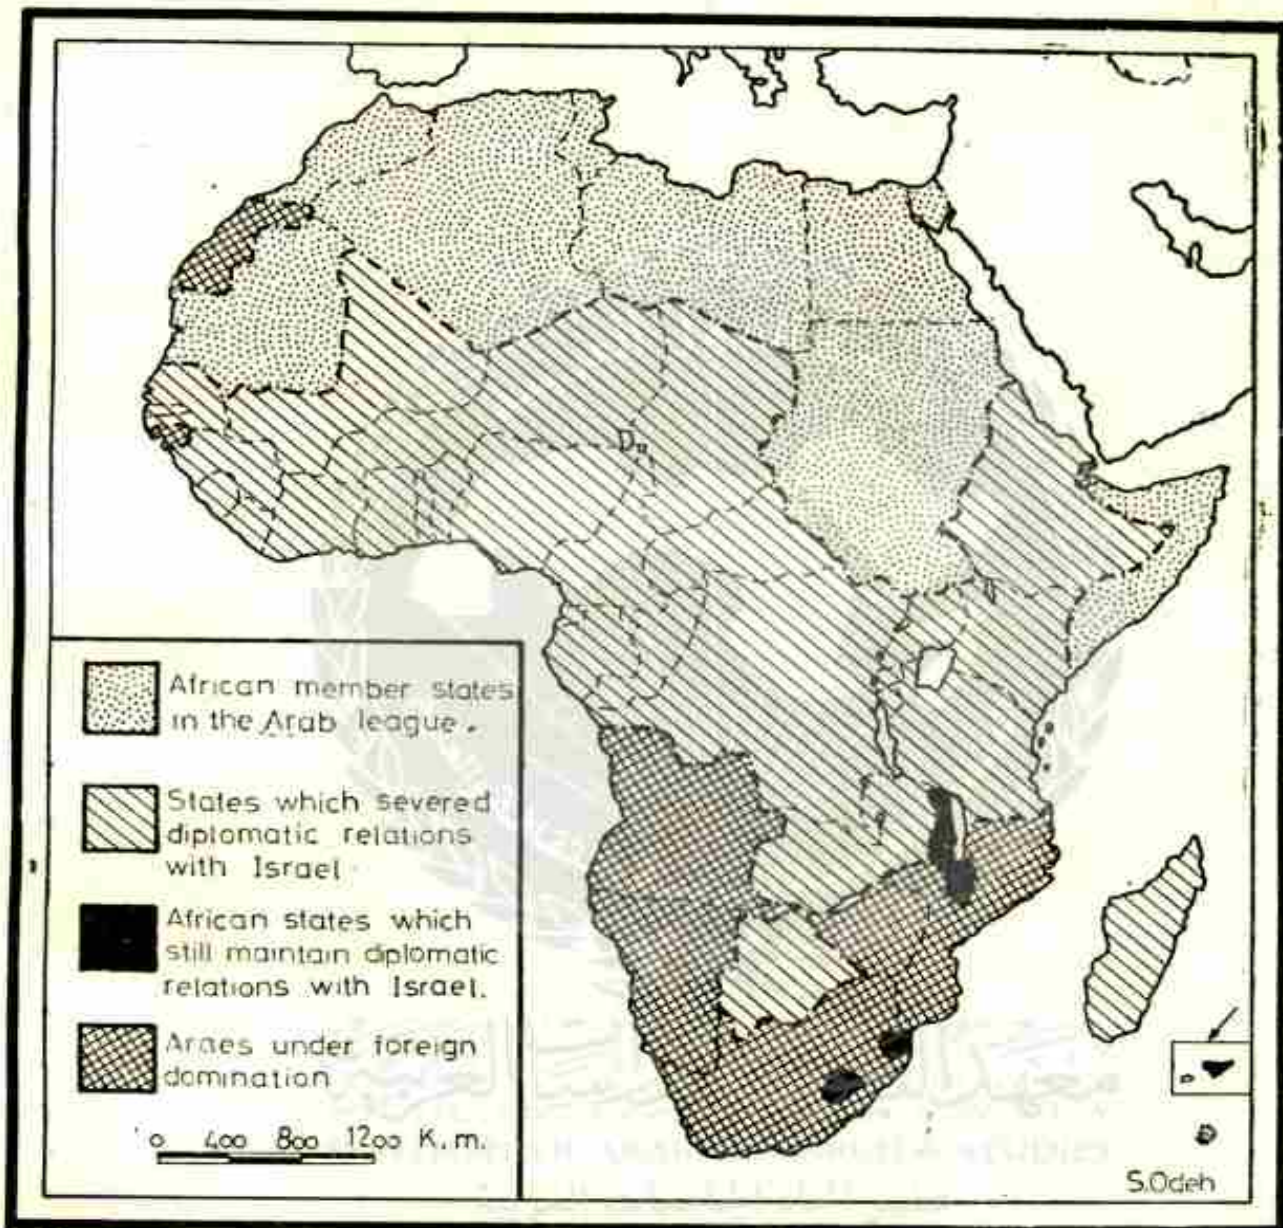 D
African member states
in the Arab league.
States which severed
diplomatic relations
with Israel
African states which
still maintain diplomatic
relations with Israel.
Araes under foreign
domination
0 400 800 1200 K.m.
S.Odeh